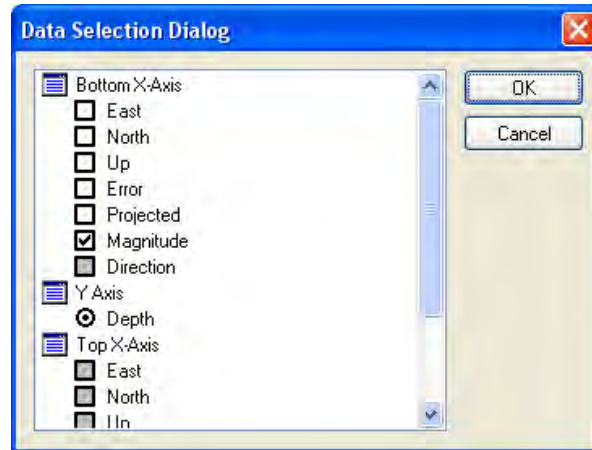 Data Selection Dialog
Bottom X-Axis
OK
East
North
Cancel
Up
Error
Projected
Magnitude
Direction
Y Axis
Depth
Top X-Axis
East
North
Up